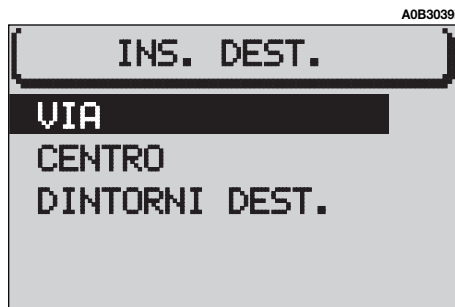 A0B3039
INS. DEST.
VIA
CENTRO
DINTORNI DEST.